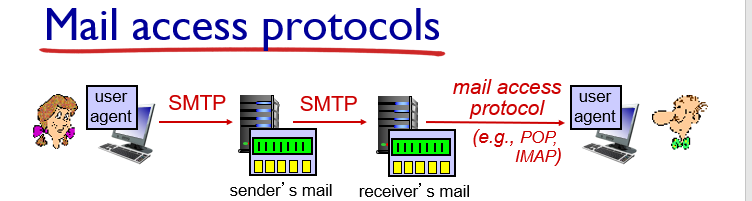 Mail access protocols
user
agent
SMTP
SMTP
mail access
protocol
(e.g., POP,
IMAP)
user
agent
sender’s mail
receiver’s mail